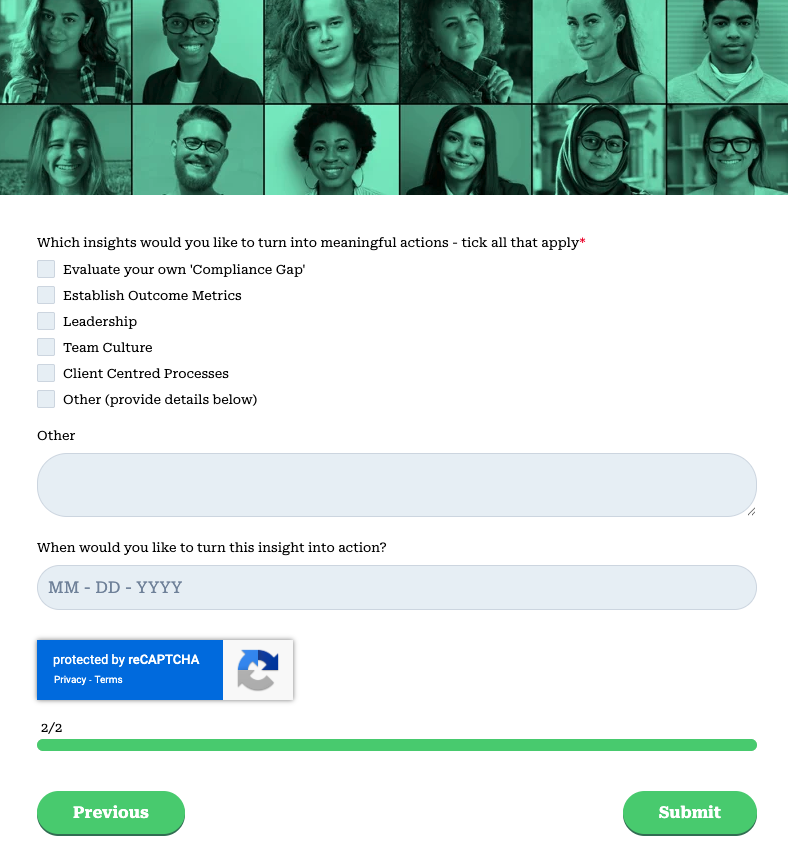 Which insights would you like to turn into meaningful actions - tick all that apply*
Evaluate your own 'Compliance Gap'
Establish Outcome Metrics
Leadership
Team Culture
Client Centred Processes
Other (provide details below)
Other
When would you like to turn this insight into action?
MM - DD - YYYY
protected by reCAPTCHA
Privacy - Terms
2/2
Previous
Submit